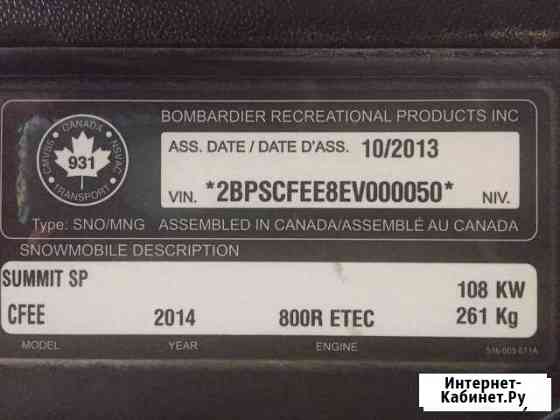 BOMBARDIER RECREATIONAL PRODUCTS INC
CANADA
CMVSS
NSVAC
931
TRANSPORT
ASS. DATE / DATE D'ASS. 10/2013
VIN. *2BPSCFEE8EV000050* NIV.
Type: SNO/MNG ASSEMBLED IN CANADA/ASSEMBLÉ AU CANADA
SNOWMOBILE DESCRIPTION
SUMMIT SP 108 KW
CFEE 2014 800R ETEC 261 Kg
MODEL YEAR ENGINE
Интернет-
Кабинет.Ру